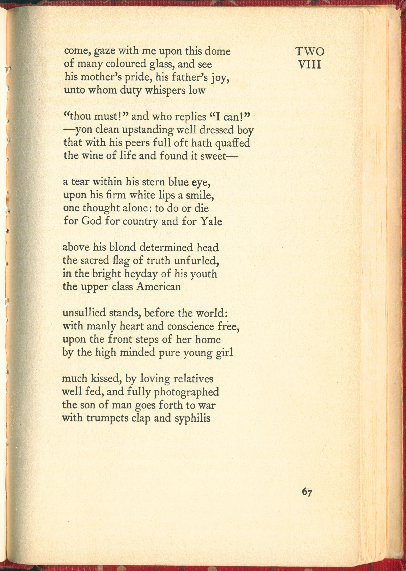 come, gaze with me upon this dome
TWO
of many coloured glass, and see
VIII
his mother's pride, his father's joy,
unto whom duty whispers low
"thou must!" and who replies "I can!"
—yon clean upstanding well dressed boy
that with his peers full oft hath quaffed
the wine of life and found it sweet—
a tear within his stern blue eye,
upon his firm white lips a smile,
one thought alone: to do or die
for God for country and for Yale
above his blond determined head
the sacred flag of truth unfurled,
in the bright heyday of his youth
the upper class American
unsullied stands, before the world:
with manly heart and conscience free,
upon the front steps of her home
by the high minded pure young girl
much kissed, by loving relatives
well fed, and fully photographed
the son of man goes forth to war
with trumpets clap and syphilis
67